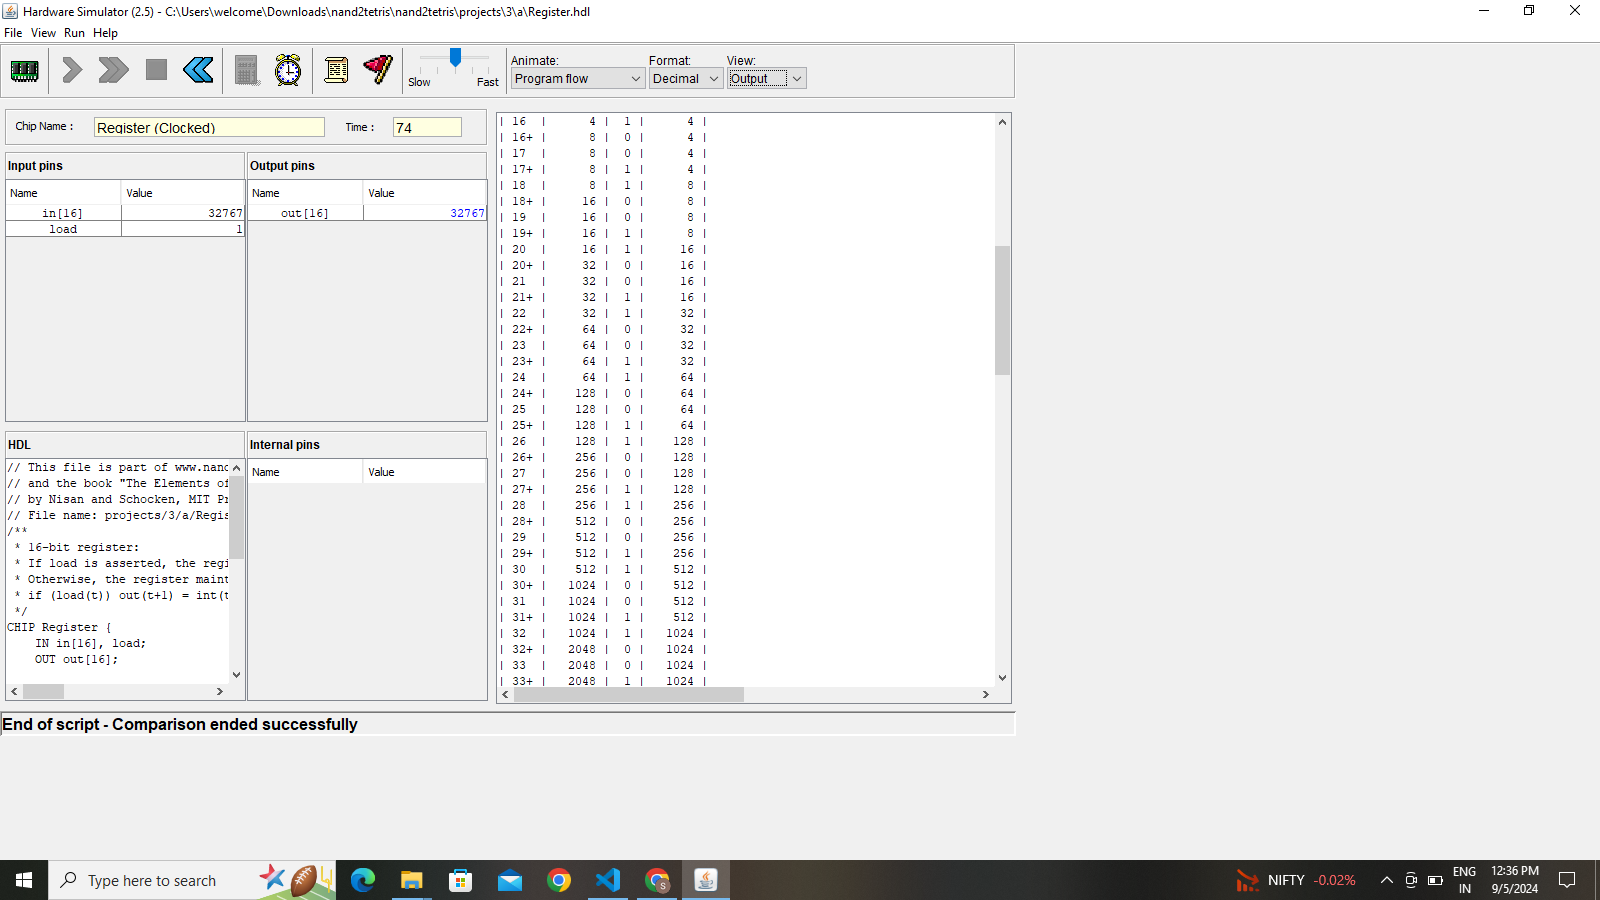 Hardware Simulator (2.5) - C:\Users\welcome\Downloads\nand2tetris\nand2tetris\projects\3\a\Register.hdl
File View Run Help
Slow Fast
Animate: Format: View:
Program flow Decimal Output
Chip Name : Register (Clocked) Time : 74
Input pins
Name Value
in[16] 32767
load 1
Output pins
Name Value
out[16] 32767
HDL
// This file is part of www.nand
// and the book "The Elements of
// by Nisan and Schocken, MIT Pr
// File name: projects/3/a/Regis
/**
* 16-bit register:
* If load is asserted, the regi
* Otherwise, the register maint
* if (load(t)) out(t+1) = int(t
*/
CHIP Register {
IN in[16], load;
OUT out[16];
Internal pins
Name Value
| 16 | 4 | 1 | 4 |
| 16+ | 8 | 0 | 4 |
| 17 | 8 | 0 | 4 |
| 17+ | 8 | 1 | 4 |
| 18 | 8 | 1 | 8 |
| 18+ | 16 | 0 | 8 |
| 19 | 16 | 0 | 8 |
| 19+ | 16 | 1 | 8 |
| 20 | 16 | 1 | 16 |
| 20+ | 32 | 0 | 16 |
| 21 | 32 | 0 | 16 |
| 21+ | 32 | 1 | 16 |
| 22 | 32 | 1 | 32 |
| 22+ | 64 | 0 | 32 |
| 23 | 64 | 0 | 32 |
| 23+ | 64 | 1 | 32 |
| 24 | 64 | 1 | 64 |
| 24+ | 128 | 0 | 64 |
| 25 | 128 | 0 | 64 |
| 25+ | 128 | 1 | 64 |
| 26 | 128 | 1 | 128 |
| 26+ | 256 | 0 | 128 |
| 27 | 256 | 0 | 128 |
| 27+ | 256 | 1 | 128 |
| 28 | 256 | 1 | 256 |
| 28+ | 512 | 0 | 256 |
| 29 | 512 | 0 | 256 |
| 29+ | 512 | 1 | 256 |
| 30 | 512 | 1 | 512 |
| 30+ | 1024 | 0 | 512 |
| 31 | 1024 | 0 | 512 |
| 31+ | 1024 | 1 | 512 |
| 32 | 1024 | 1 | 1024 |
| 32+ | 2048 | 0 | 1024 |
| 33 | 2048 | 0 | 1024 |
| 33+ | 2048 | 1 | 1024 |
End of script - Comparison ended successfully
Type here to search
S
NIFTY -0.02%
ENG
IN
12:36 PM
9/5/2024